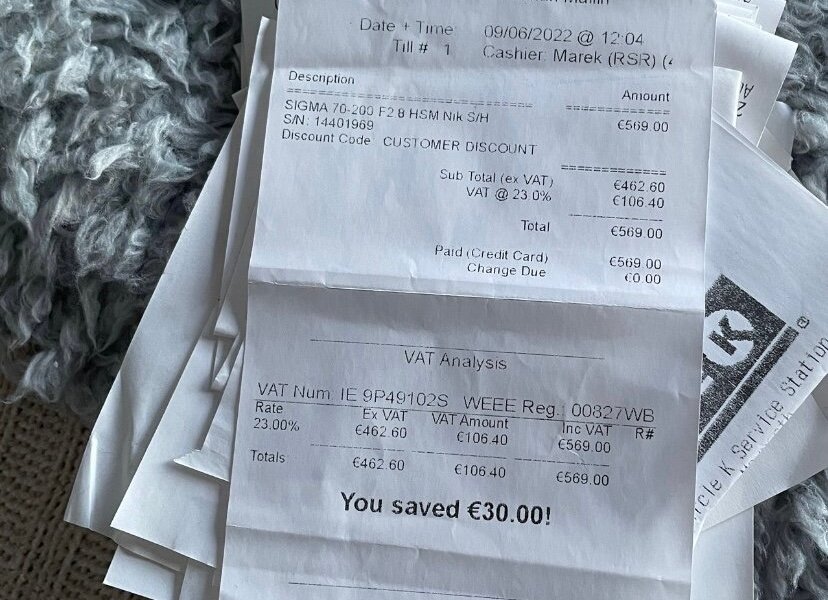 Date + Time 09/06/2022 @ 12:04
Till # 1 Cashier: Marek (RSR)
Description Amount
SIGMA 70-200 F2 8 HSM Nik S/H €569.00
S/N: 14401969
Discount Code CUSTOMER DISCOUNT
Sub Total (ex VAT) €462.60
VAT @ 23.0% €106.40
Total €569.00
Paid (Credit Card) €569.00
Change Due €0.00
VAT Analysis
VAT Num: IE 9P49102S WEEE Reg.: 00827WB
Rate Ex VAT VAT Amount Inc VAT R#
23.00% €462.60 €106.40 €569.00
Totals €462.60 €106.40 €569.00
You saved €30.00!
K
rcle K Service Station